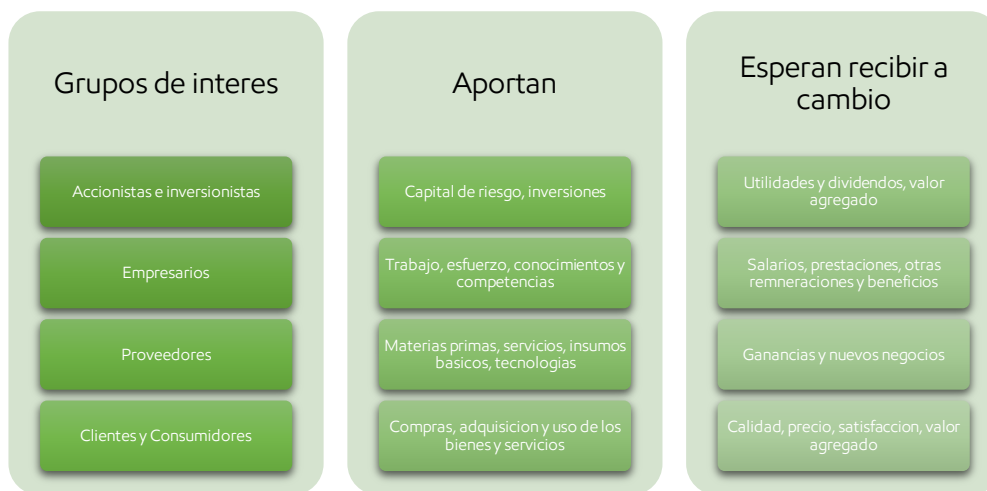 Grupos de interes
Accionistas e inversionistas
Empresarios
Proveedores
Clientes y Consumidores
Aportan
Capital de riesgo, inversiones
Trabajo, esfuerzo, conocimientos y
competencias
Materias primas, servicios, insumos
basicos, tecnologias
Compras, adquisicion y uso de los
bienes y servicios
Esperan recibir a
cambio
Utilidades y dividendos, valor
agregado
Salarios, prestaciones, otras
remneraciones y beneficios
Ganancias y nuevos negocios
Calidad, precio, satisfaccion, valor
agregado